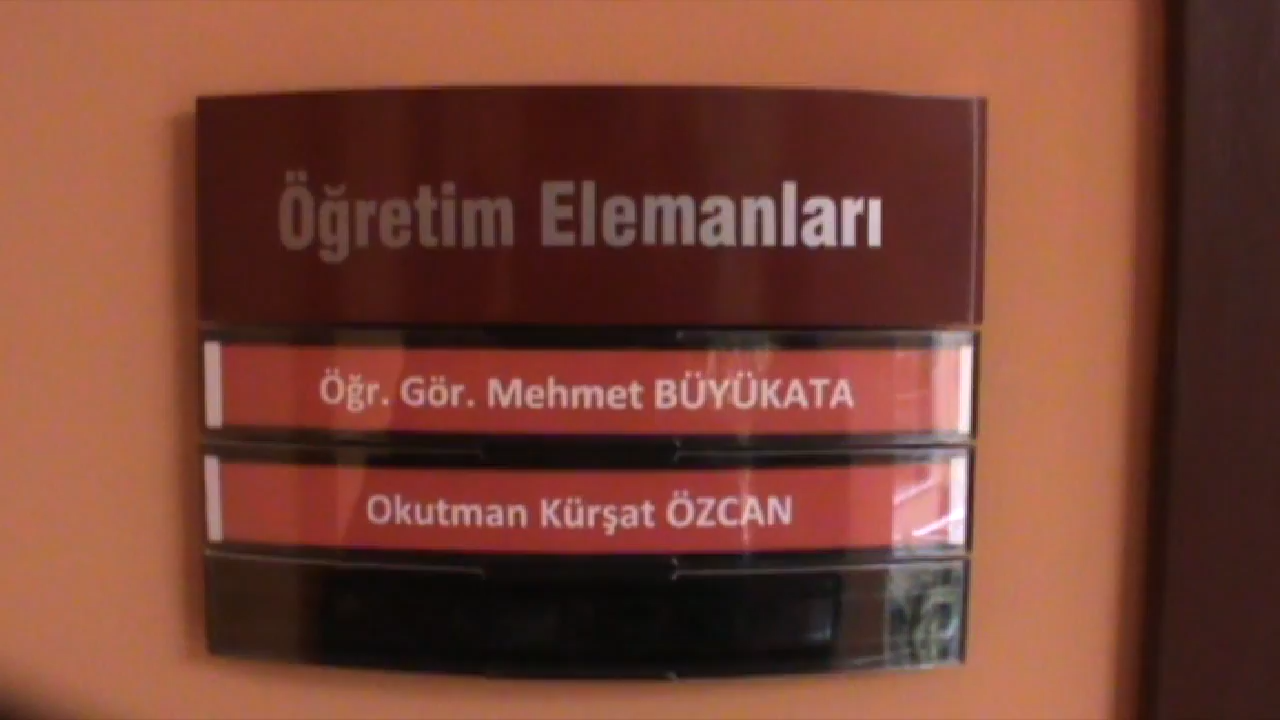 Öğretim Elemanları
Öğr. Gör. Mehmet BÜYÜKATA
Okutman Kürşat ÖZCAN